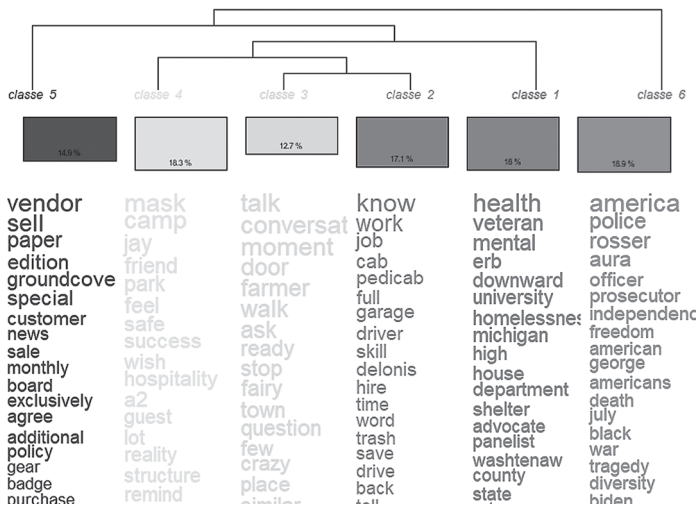 classe 5
classe 4
classe 3
classe 2
classe 1
classe 6
14.9 %
18.3 %
12.7 %
17.1 %
16 %
18.9 %
vendor
sell
paper
edition
groundcove
special
customer
news
sale
monthly
board
exclusively
agree
additional
policy
gear
badge
purchase
mask
camp
jay
friend
park
feel
safe
success
wish
hospitality
a2
guest
lot
reality
structure
remind
talk
conversat
moment
door
farmer
walk
ask
ready
stop
fairy
town
question
few
crazy
place
similar
know
work
job
cab
pedicab
full
garage
driver
skill
delonis
hire
time
word
trash
save
drive
back
health
veteran
mental
erb
downward
university
homelessnes
michigan
high
house
department
shelter
advocate
panelist
washtenaw
county
state
america
police
rosser
aura
officer
prosecutor
independenc
freedom
american
george
americans
death
july
black
war
tragedy
diversity
biden